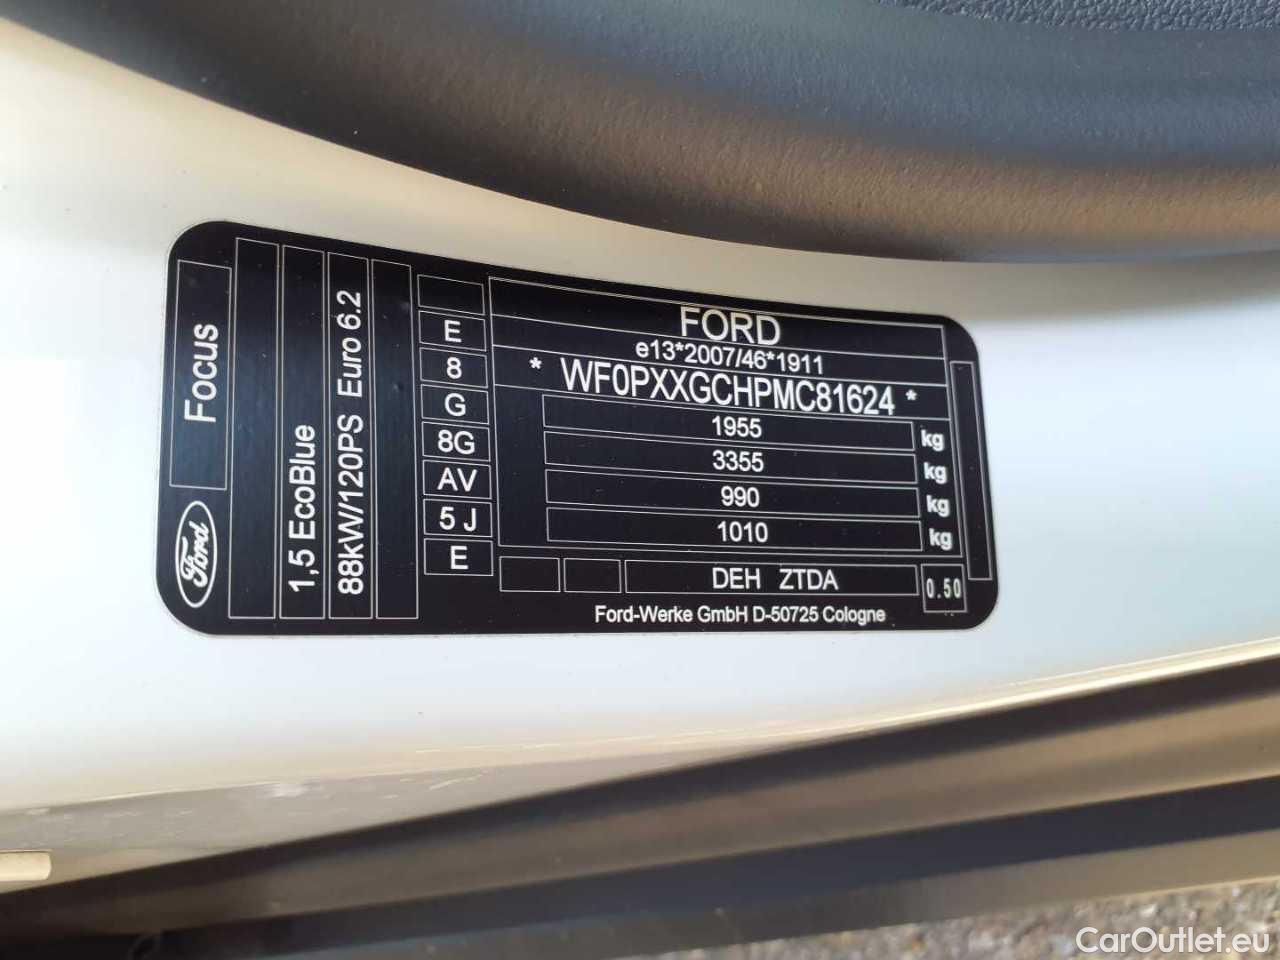 FORD
e13*2007/46*1911
* WF0PXXGCHPMC81624 *
1955 kg
3355 kg
990 kg
1010 kg
DEH ZTDA
0.50
Ford-Werke GmbH D-50725 Cologne
E
8
G
8G
AV
5 J
E
Focus
Ford
1,5 EcoBlue
88kW/120PS Euro 6.2
CarOutlet.eu